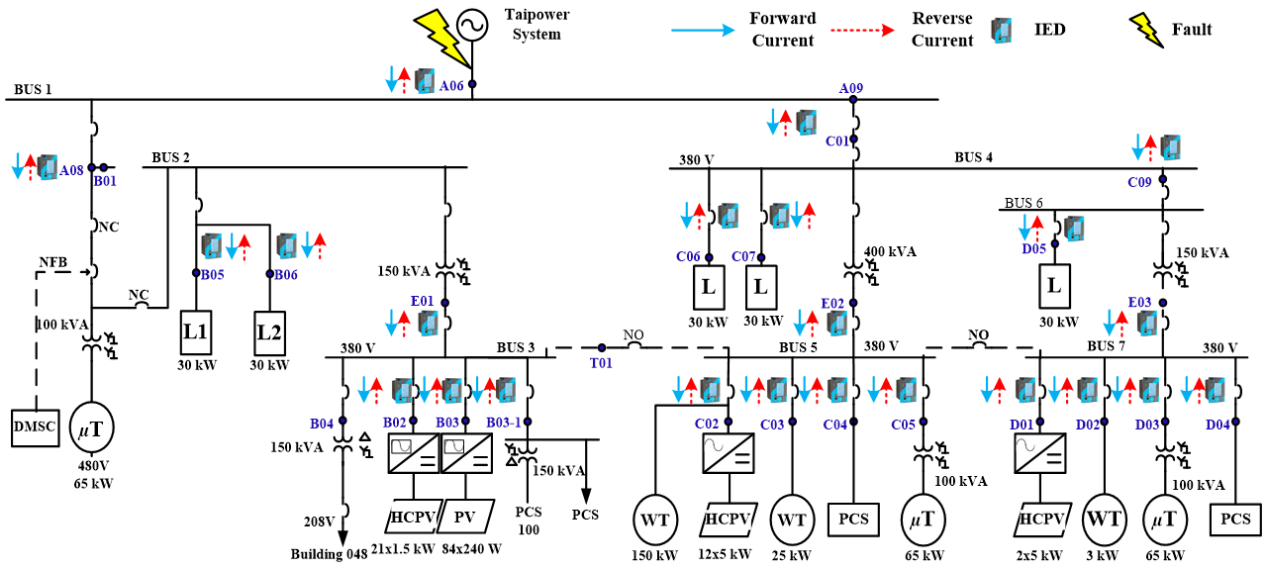 Taipower
System
Forward
Current
Reverse
Current
IED
Fault
A06
BUS 1
A09
C01
A08
B01
BUS 2
380 V
BUS 4
C09
BUS 6
NC
NFB
NC
B05
B06
150 kVA
C06
C07
400 kVA
D05
150 kVA
L1
L2
L
L
L
E01
E02
E03
30 kW
30 kW
30 kW
30 kW
30 kW
100 kVA
380 V
BUS 3
T01
NO
BUS 5
380 V
NO
BUS 7
380 V
DMSC
µT
480V
65 kW
B04
B02
B03
B03-1
C02
C03
C04
C05
D01
D02
D03
D04
150 kVA
150 kVA
100 kVA
100 kVA
208V
Building 048
HCPV
PV
PCS
100
PCS
WT
HCPV
WT
PCS
µT
HCPV
WT
µT
PCS
21x1.5 kW
84x240 W
150 kW
12x5 kW
25 kW
65 kW
2x5 kW
3 kW
65 kW